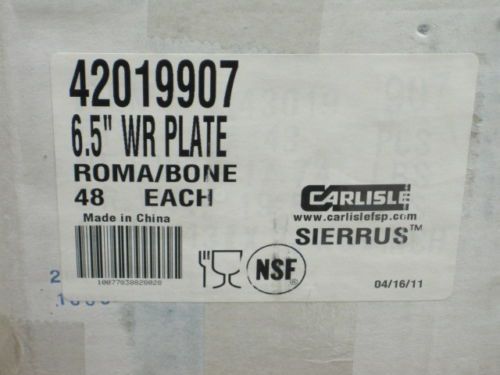 42019907
6.5" WR PLATE
ROMA/BONE
48 EACH
Made in China
CARLISLE
www.carlislefsp.com
SIERRUS™
NSF®
04/16/11